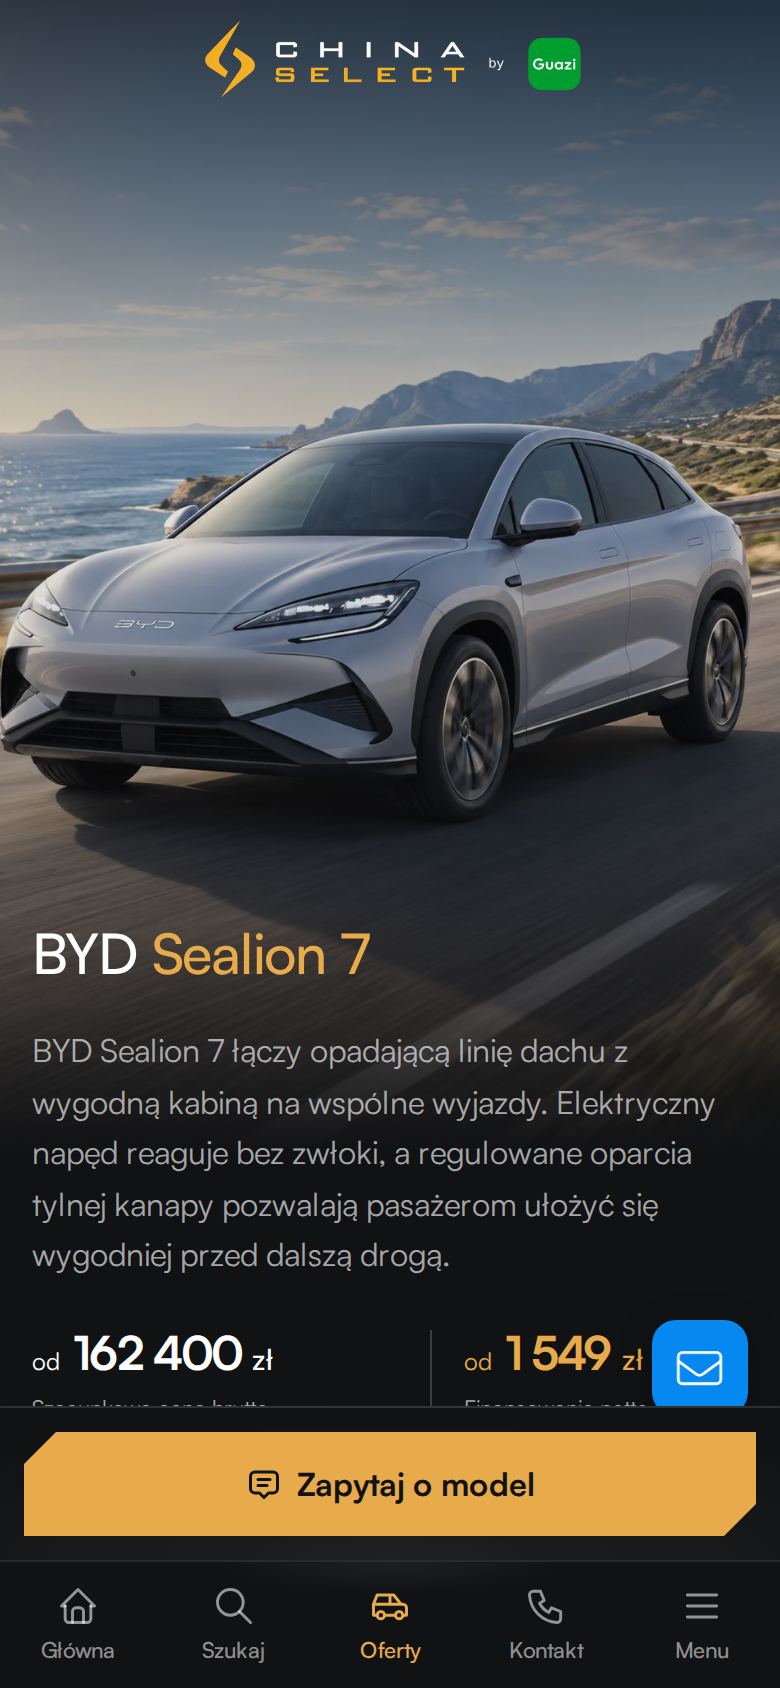 CHINA
SELECT
by
Guazi
BYD
BYD Sealion 7
BYD Sealion 7 łączy opadającą linię dachu z
wygodną kabiną na wspólne wyjazdy. Elektryczny
napęd reaguje bez zwłoki, a regulowane oparcia
tylnej kanapy pozwalają pasażerom ułożyć się
wygodniej przed dalszą drogą.
od 162 400 zł
od 1 549 zł
Zapytaj o model
Główna
Szukaj
Oferty
Kontakt
Menu